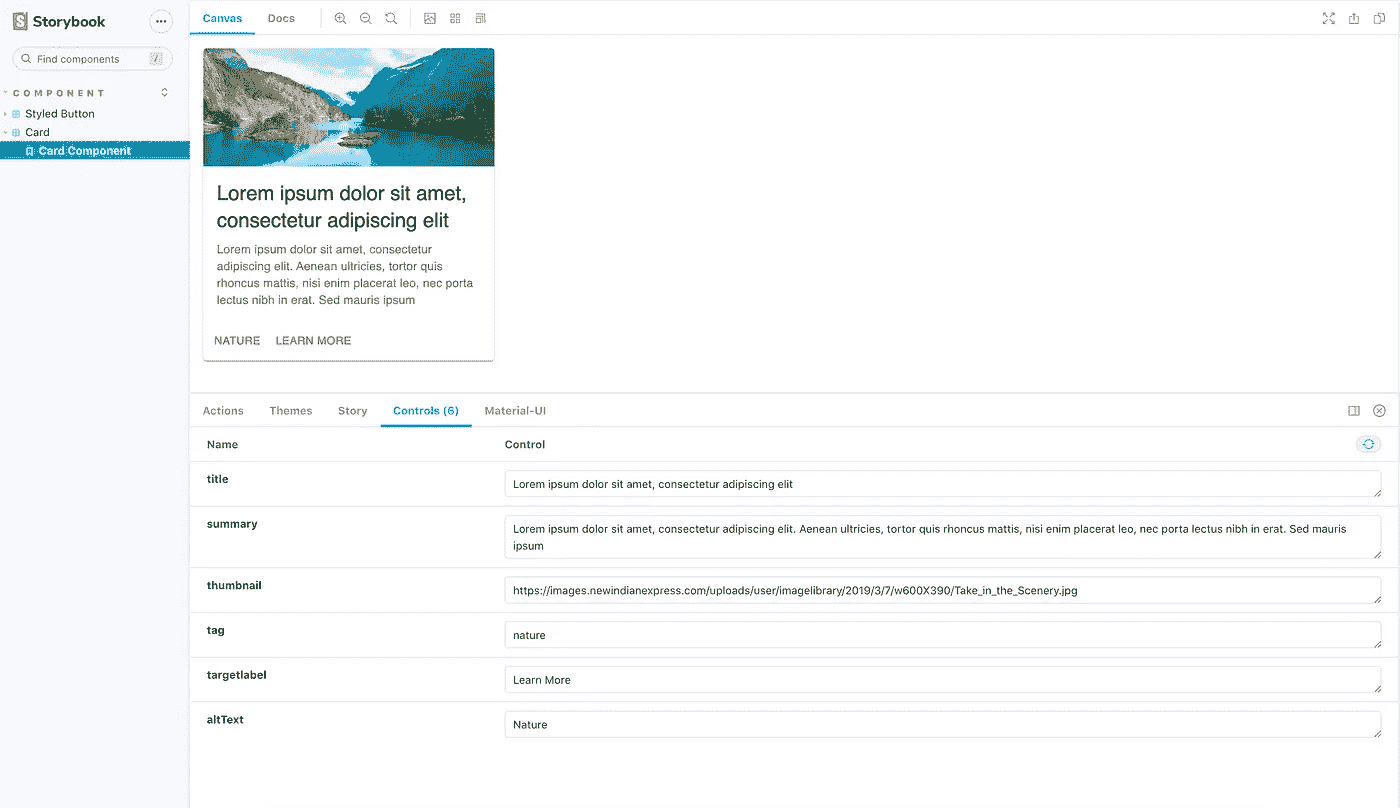 Storybook
Find components
/
COMPONENT
Styled Button
Card
Card Component
Canvas
Docs
Lorem ipsum dolor sit amet,
consectetur adipiscing elit
Lorem ipsum dolor sit amet, consectetur
adipiscing elit. Aenean ultricies, tortor quis
rhoncus mattis, nisi enim placerat leo, nec porta
lectus nibh in erat. Sed mauris ipsum
NATURE LEARN MORE
Actions Themes Story Controls (6) Material-UI
Name Control
title Lorem ipsum dolor sit amet, consectetur adipiscing elit
summary Lorem ipsum dolor sit amet, consectetur adipiscing elit. Aenean ultricies, tortor quis rhoncus mattis, nisi enim placerat leo, nec porta lectus nibh in erat. Sed mauris
ipsum
thumbnail https://images.newindianexpress.com/uploads/user/imagelibrary/2019/3/7/w600X390/Take_in_the_Scenery.jpg
tag nature
targetlabel Learn More
altText Nature